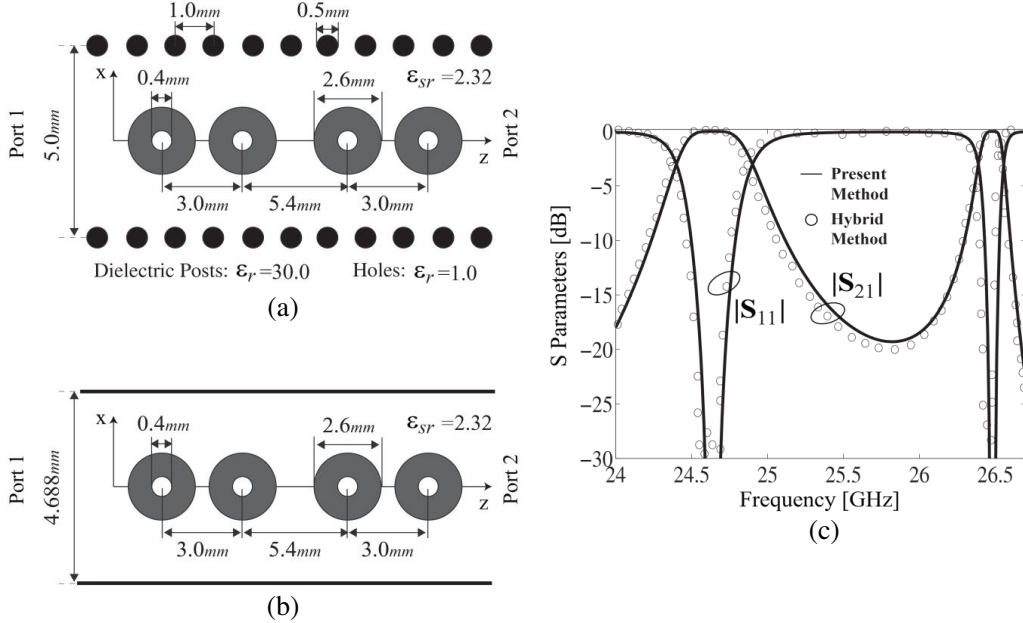 1.0mm
0.5mm
x
0.4mm
2.6mm
εsr =2.32
Port 1
5.0mm
Port 2
z
3.0mm
5.4mm
3.0mm
Dielectric Posts: εr =30.0
Holes: εr =1.0
(a)
x
0.4mm
2.6mm
εsr =2.32
Port 1
4.688mm
Port 2
z
3.0mm
5.4mm
3.0mm
(b)
0
−5
−10
−15
−20
−25
−30
S Parameters [dB]
Present
Method
Hybrid
Method
|S21|
|S11|
24
24.5
25
25.5
26
26.5
Frequency [GHz]
(c)